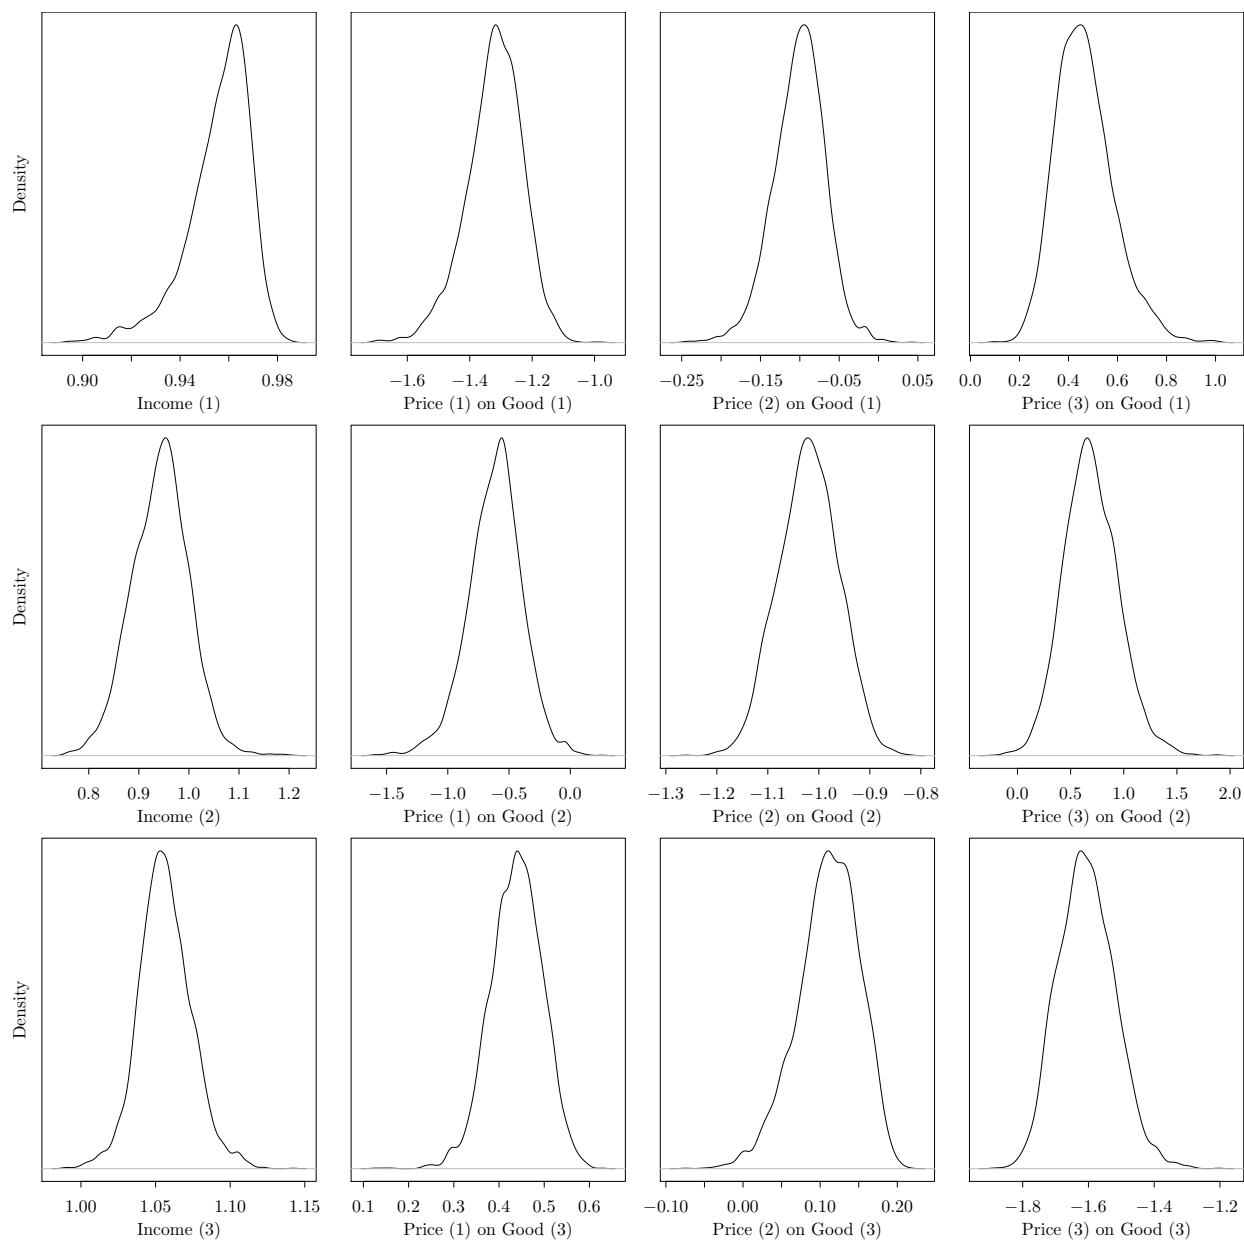 Density
0.90 0.94 0.98
Income (1)
−1.6 −1.4 −1.2 −1.0
Price (1) on Good (1)
−0.25 −0.15 −0.05 0.05
Price (2) on Good (1)
0.0 0.2 0.4 0.6 0.8 1.0
Price (3) on Good (1)
Density
0.8 0.9 1.0 1.1 1.2
Income (2)
−1.5 −1.0 −0.5 0.0
Price (1) on Good (2)
−1.3 −1.2 −1.1 −1.0 −0.9 −0.8
Price (2) on Good (2)
0.0 0.5 1.0 1.5 2.0
Price (3) on Good (2)
Density
1.00 1.05 1.10 1.15
Income (3)
0.1 0.2 0.3 0.4 0.5 0.6
Price (1) on Good (3)
−0.10 0.00 0.10 0.20
Price (2) on Good (3)
−1.8 −1.6 −1.4 −1.2
Price (3) on Good (3)